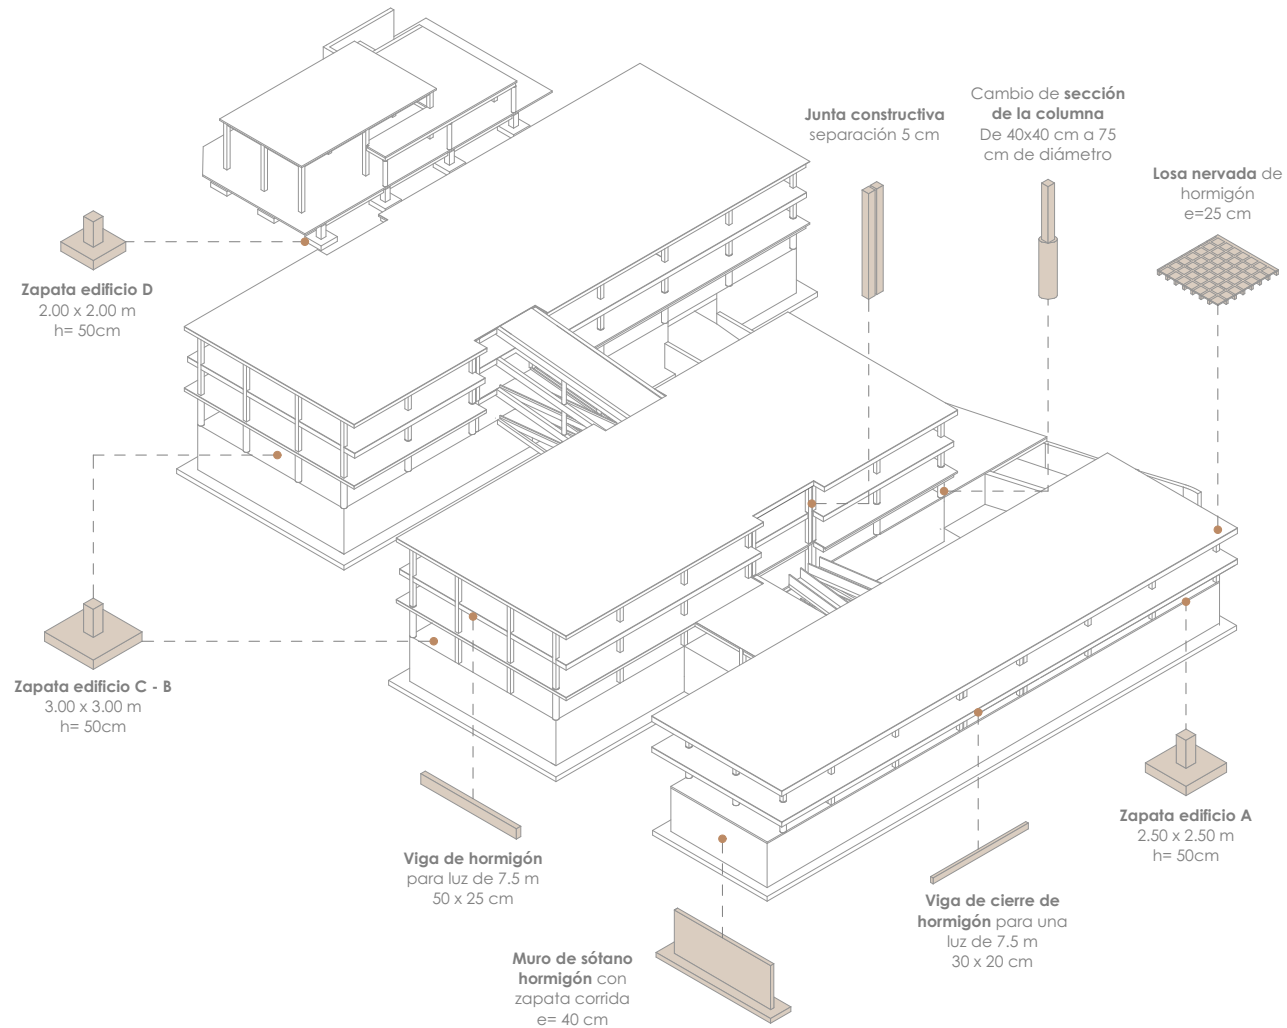 Junta constructiva
separación 5 cm
Cambio de sección
de la columna
De 40x40 cm a 75
cm de diámetro
Losa nervada de
hormigón
e=25 cm
Zapata edificio D
2.00 x 2.00 m
h= 50cm
Zapata edificio C - B
3.00 x 3.00 m
h= 50cm
Viga de hormigón
para luz de 7.5 m
50 x 25 cm
Muro de sótano
hormigón con
zapata corrida
e= 40 cm
Viga de cierre de
hormigón para una
luz de 7.5 m
30 x 20 cm
Zapata edificio A
2.50 x 2.50 m
h= 50cm